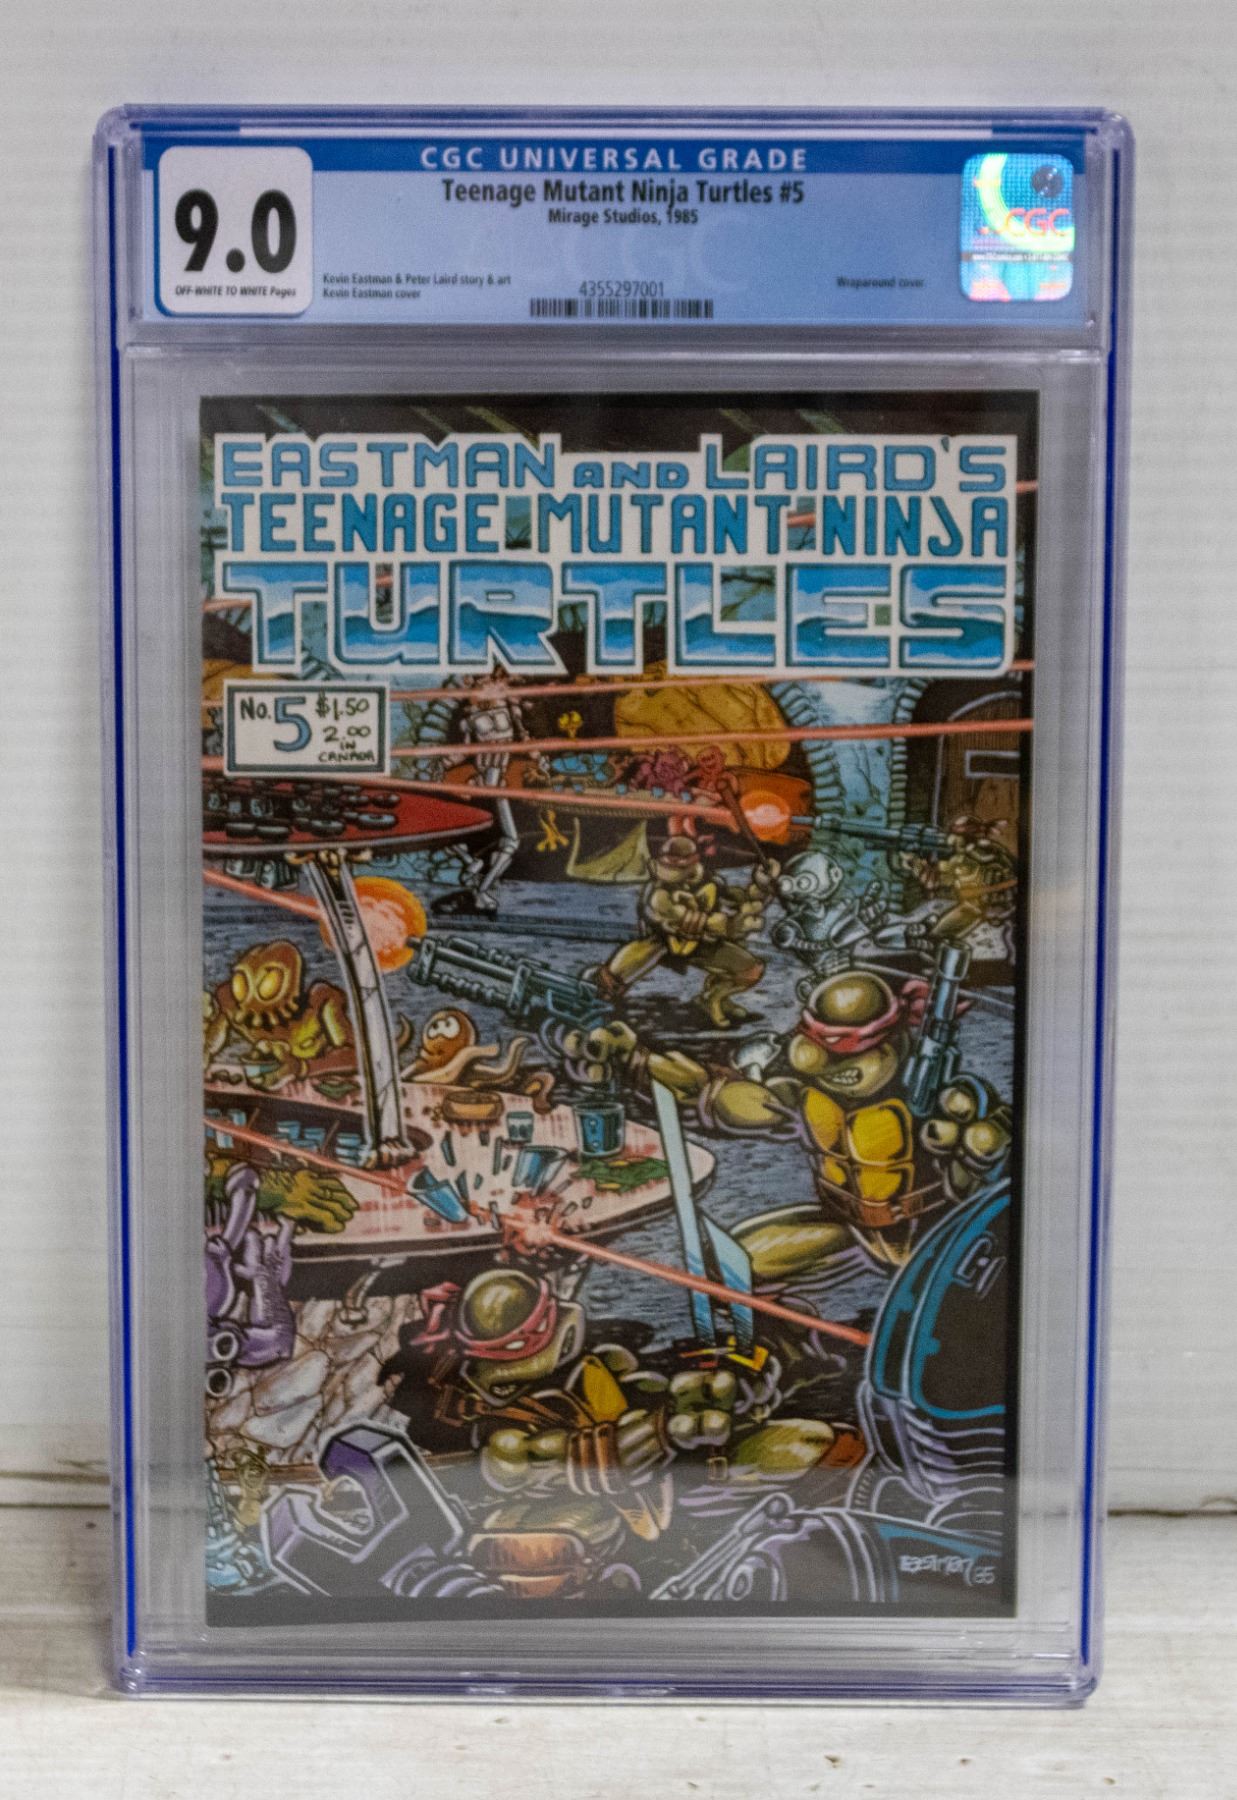 CGC UNIVERSAL GRADE
9.0
OFF-WHITE TO WHITE Pages
Teenage Mutant Ninja Turtles #5
Mirage Studios, 1985
Kevin Eastman & Peter Laird story & art
Kevin Eastman cover
4355297001
Wraparound cover.
CGC
EASTMAN AND LAIRD'S
TEENAGE MUTANT NINJA
TURTLES
No. 5 $1.50
2.00
IN
CANADA
EASTMAN 85